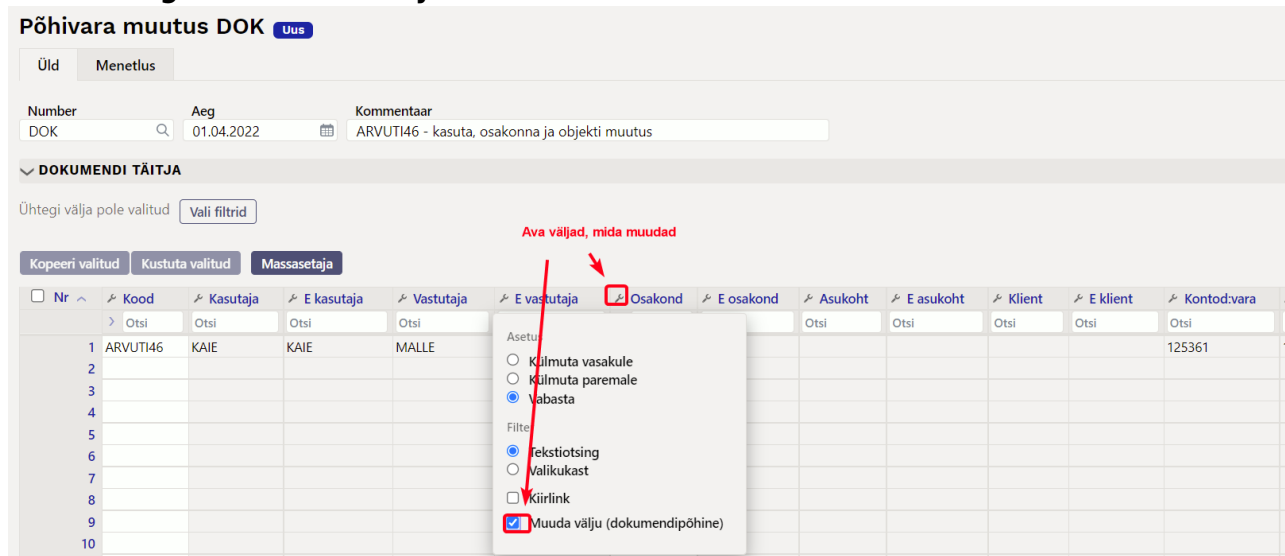 Põhivara muutus DOK Uus
Üld Menetlus
Number Aeg Kommentaar
DOK 01.04.2022 ARVUTI46 - kasuta, osakonna ja objekti muutus
DOKUMENDI TÄITJA
Ühtegi välja pole valitud Vali filtrid
Ava väljad, mida muudad
Kopeeri valitud Kustuta valitud Massasetaja
Nr Kood Kasutaja E kasutaja Vastutaja E vastutaja Osakond E osakond Asukoht E asukoht Klient E klient Kontod:vara
Otsi Otsi Otsi Otsi Otsi Otsi Otsi Otsi Otsi
1 ARVUTI46 KAIE KAIE MALLE 125361
2
3
4
5
6
7
8
9
10
Asetus
Külmuta vasakule
Külmuta paremale
Vabasta
Filter
Tekstiotsing
Valikukast
Kiirlink
Muuda välju (dokumendipõhine)